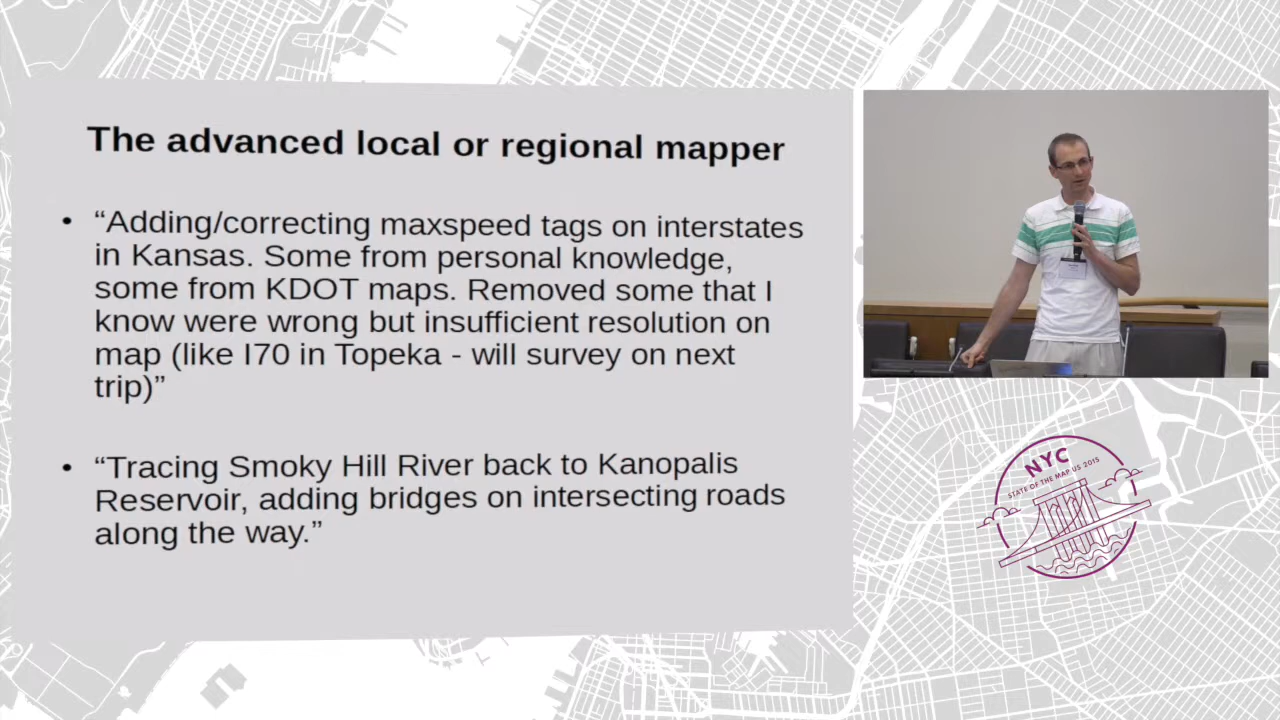 The advanced local or regional mapper
• “Adding/correcting maxspeed tags on interstates
in Kansas. Some from personal knowledge,
some from KDOT maps. Removed some that I
know were wrong but insufficient resolution on
map (like I70 in Topeka - will survey on next
trip)”
• “Tracing Smoky Hill River back to Kanopalis
Reservoir, adding bridges on intersecting roads
along the way.”
NYC
STATE OF THE MAP US 2015